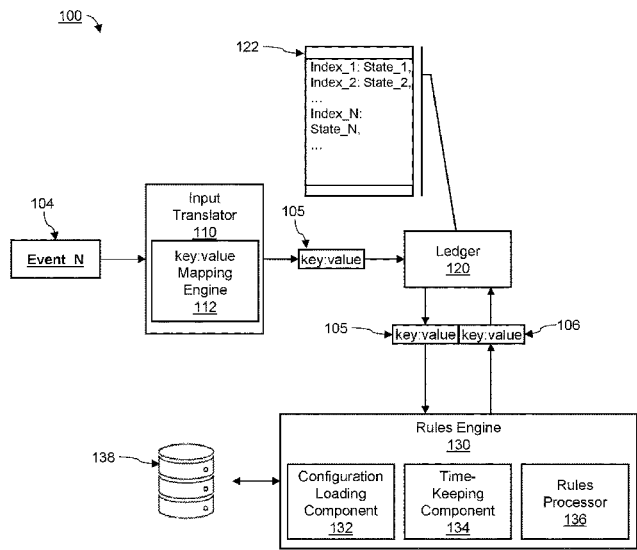 100
122
Index_1: State_1,
Index_2: State_2,
...
Index_N:
State_N,
...
104
Event_N
Input
Translator
110
key:value
Mapping
Engine
112
105
key:value
Ledger
120
105
key:value
key:value
106
Rules Engine
130
138
Configuration
Loading
Component
132
Time-
Keeping
Component
134
Rules
Processor
136